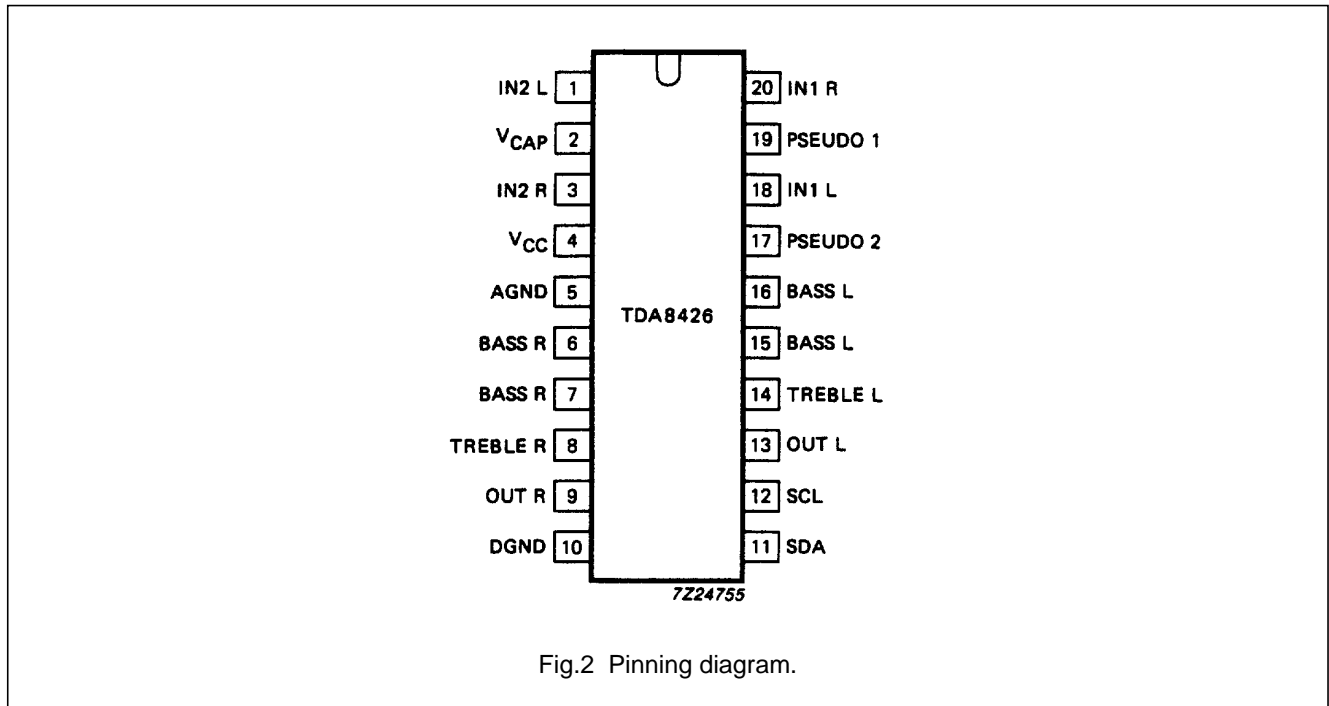 IN2 L 1 20 IN1 R
VCAP 2 19 PSEUDO 1
IN2 R 3 18 IN1 L
VCC 4 17 PSEUDO 2
AGND 5 16 BASS L
TDA8426
BASS R 6 15 BASS L
BASS R 7 14 TREBLE L
TREBLE R 8 13 OUT L
OUT R 9 12 SCL
DGND 10 11 SDA
7Z24755
Fig.2 Pinning diagram.